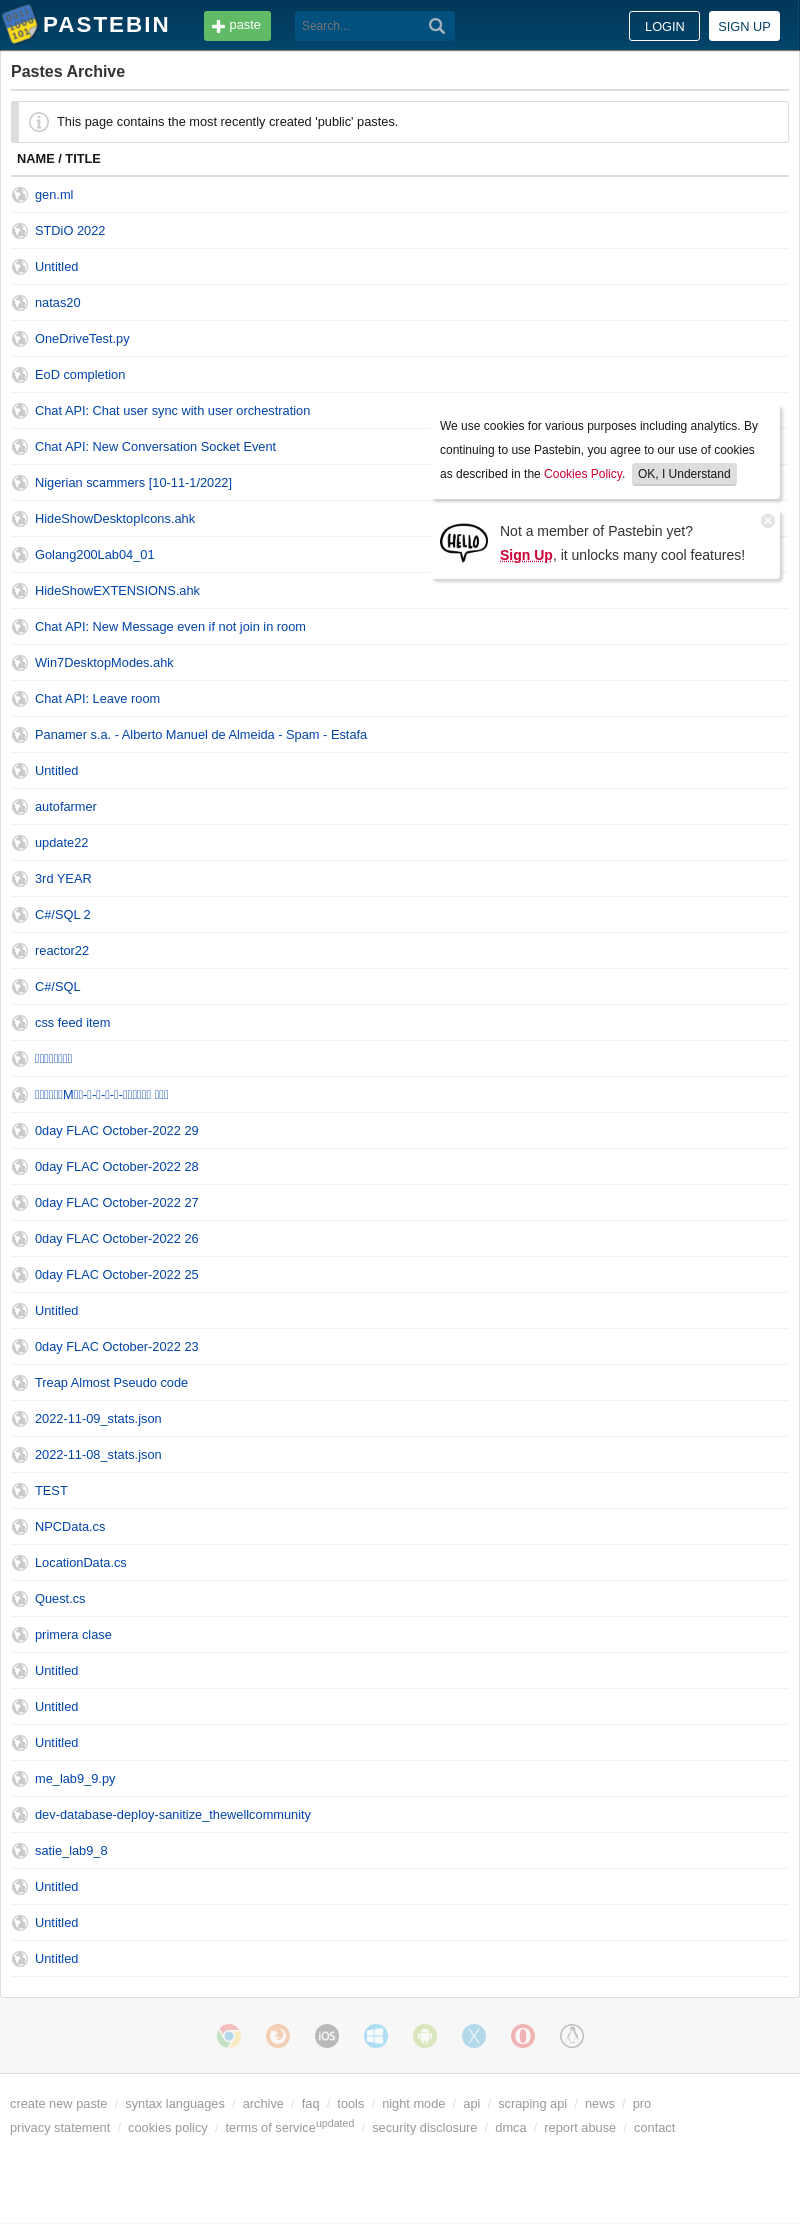 PASTEBIN
paste
Search...
LOGIN
SIGN UP
Pastes Archive
This page contains the most recently created 'public' pastes.
NAME / TITLE
gen.ml
STDiO 2022
Untitled
natas20
OneDriveTest.py
EoD completion
Chat API: Chat user sync with user orchestration
Chat API: New Conversation Socket Event
Nigerian scammers [10-11-1/2022]
HideShowDesktopIcons.ahk
Golang200Lab04_01
HideShowEXTENSIONS.ahk
We use cookies for various purposes including analytics. By
continuing to use Pastebin, you agree to our use of cookies
as described in the Cookies Policy. OK, I Understand
HELLO
Not a member of Pastebin yet?
Sign Up, it unlocks many cool features!
Chat API: New Message even if not join in room
Win7DesktopModes.ahk
Chat API: Leave room
Panamer s.a. - Alberto Manuel de Almeida - Spam - Estafa
Untitled
autofarmer
update22
3rd YEAR
C#/SQL 2
reactor22
C#/SQL
css feed item
0day FLAC October-2022 29
0day FLAC October-2022 28
0day FLAC October-2022 27
0day FLAC October-2022 26
0day FLAC October-2022 25
Untitled
0day FLAC October-2022 23
Treap Almost Pseudo code
2022-11-09_stats.json
2022-11-08_stats.json
TEST
NPCData.cs
LocationData.cs
Quest.cs
primera clase
Untitled
Untitled
Untitled
me_lab9_9.py
dev-database-deploy-sanitize_thewellcommunity
satie_lab9_8
Untitled
Untitled
Untitled
iOS
create new paste / syntax languages / archive / faq / tools / night mode / api / scraping api / news / pro
privacy statement / cookies policy / terms of service updated / security disclosure / dmca / report abuse / contact